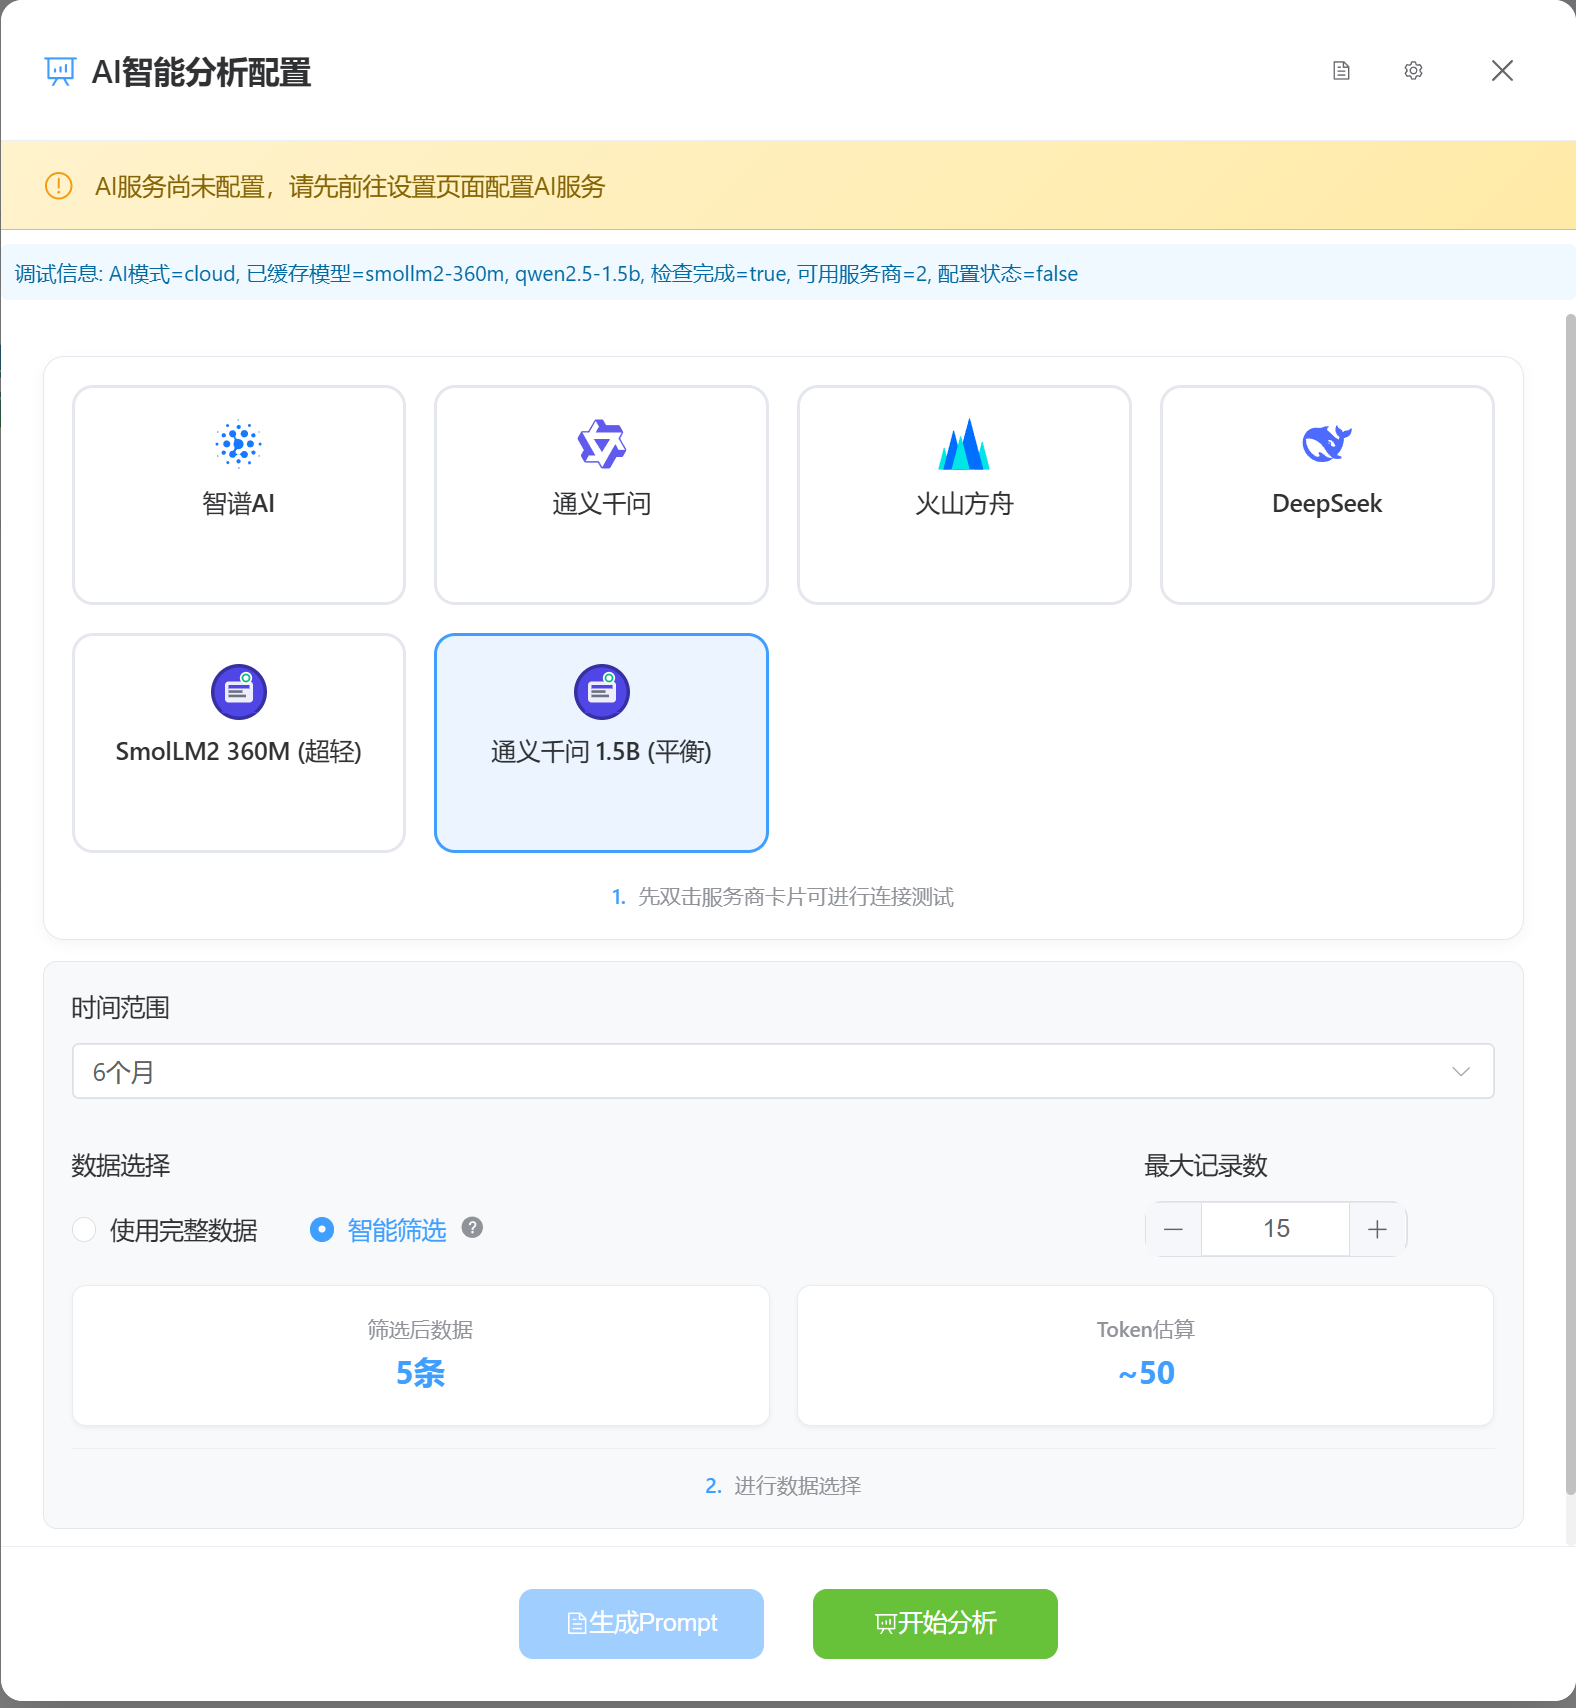 AI智能分析配置
AI服务尚未配置，请先前往设置页面配置AI服务
调试信息: AI模式=cloud, 已缓存模型=smollm2-360m, qwen2.5-1.5b, 检查完成=true, 可用服务商=2, 配置状态=false
智谱AI
通义千问
火山方舟
DeepSeek
SmolLM2 360M (超轻)
通义千问 1.5B (平衡)
1. 先双击服务商卡片可进行连接测试
时间范围
6个月
数据选择
最大记录数
使用完整数据
智能筛选
?
15
筛选后数据
5条
Token估算
~50
2. 进行数据选择
生成Prompt
开始分析